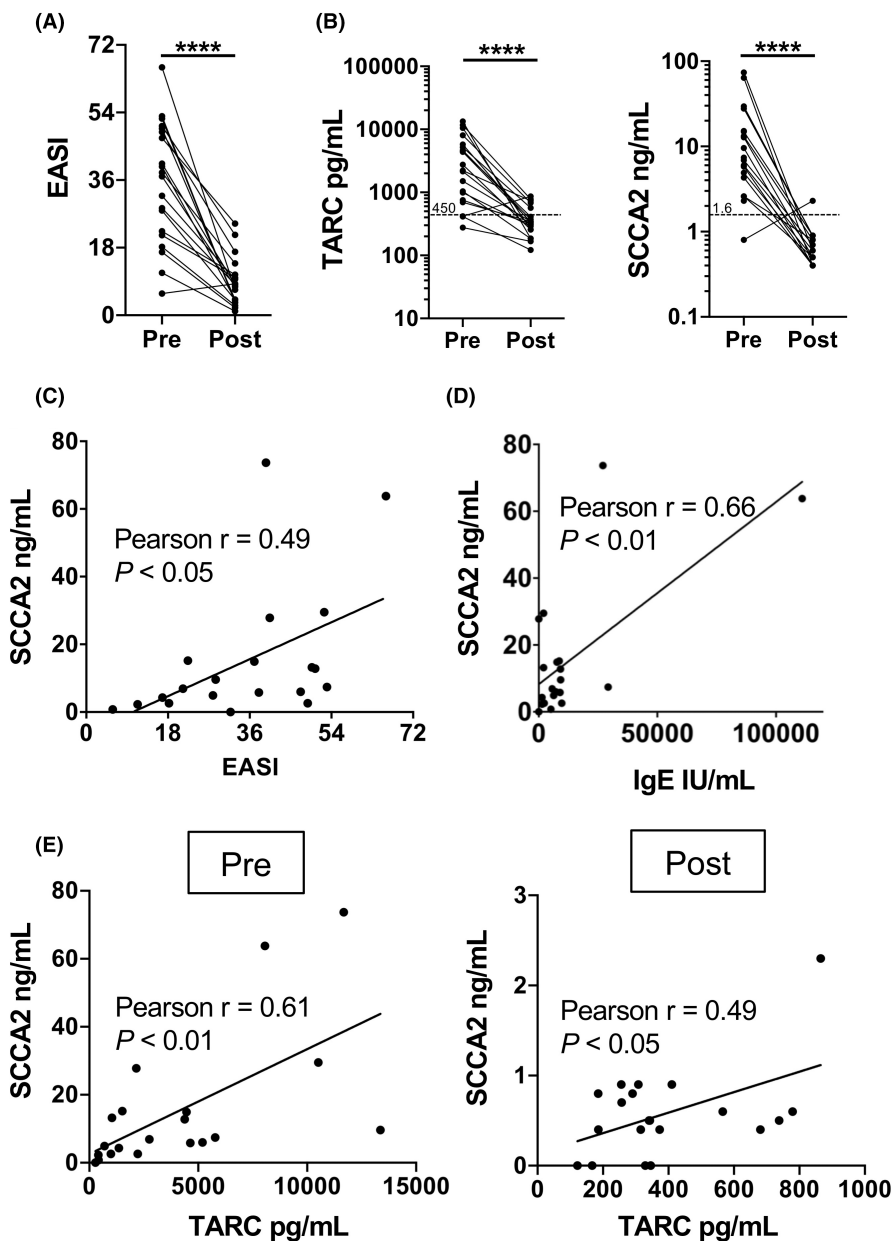 (A)
EASI
72
54
36
18
0
****
Pre
Post
(B)
TARC pg/mL
100000
10000
1000
100
10
450
****
Pre
Post
SCCA2 ng/mL
100
10
1
0.1
1.6
****
Pre
Post
(C)
SCCA2 ng/mL
80
60
40
20
0
Pearson r = 0.49
P < 0.05
0 18 36 54 72
EASI
(D)
SCCA2 ng/mL
80
60
40
20
0
Pearson r = 0.66
P < 0.01
0 50000 100000
IgE IU/mL
(E)
Pre
SCCA2 ng/mL
80
60
40
20
0
Pearson r = 0.61
P < 0.01
0 5000 10000 15000
TARC pg/mL
Post
SCCA2 ng/mL
3
2
1
0
Pearson r = 0.49
P < 0.05
0 200 400 600 800 1000
TARC pg/mL